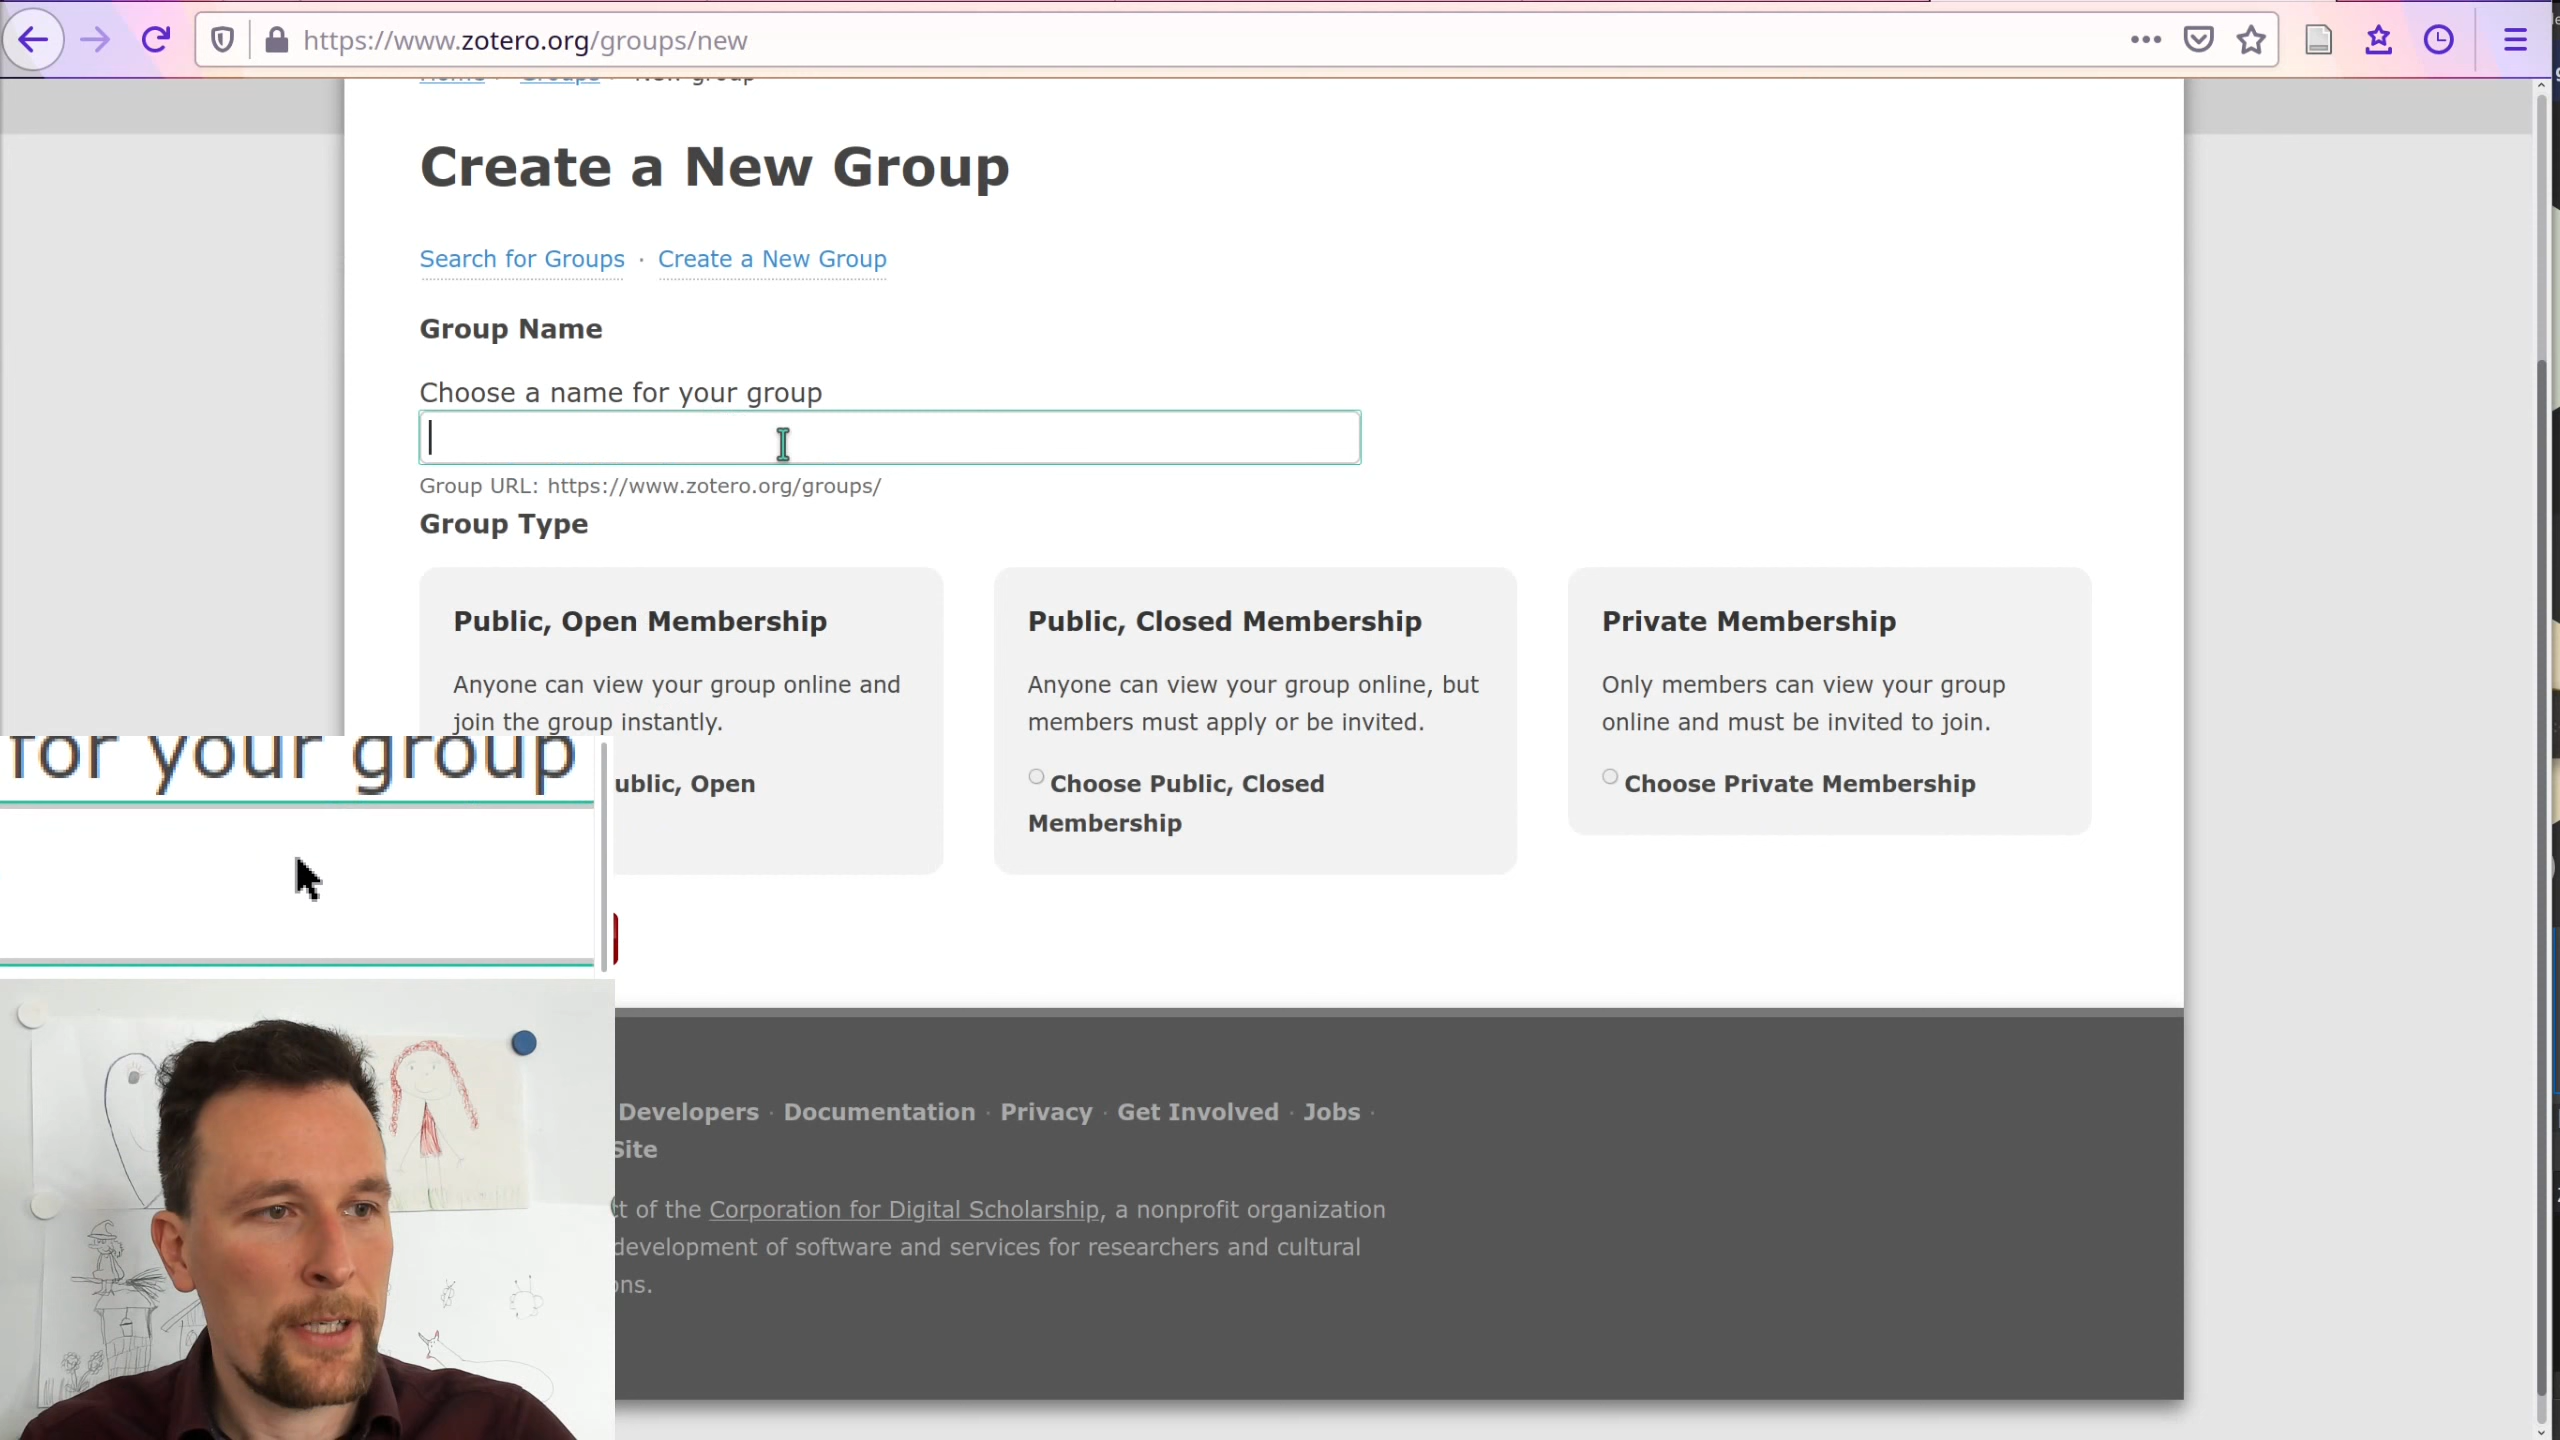 https://www.zotero.org/groups/new
Create a New Group
Search for Groups · Create a New Group
Group Name
Choose a name for your group
Group URL: https://www.zotero.org/groups/
Group Type
Public, Open Membership
Anyone can view your group online and
join the group instantly.
ublic, Open
Public, Closed Membership
Anyone can view your group online, but
members must apply or be invited.
Choose Public, Closed
Membership
Private Membership
Only members can view your group
online and must be invited to join.
Choose Private Membership
for your group
Developers · Documentation · Privacy · Get Involved · Jobs ·
Site
t of the Corporation for Digital Scholarship, a nonprofit organization
development of software and services for researchers and cultural
ons.